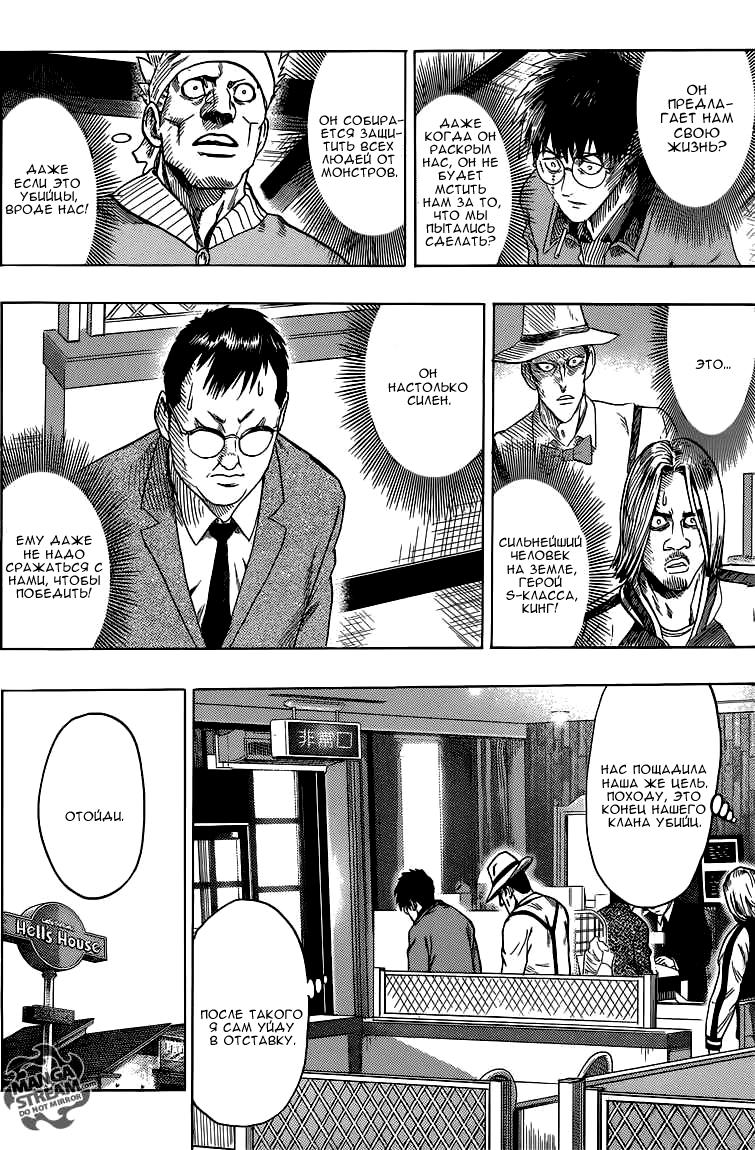 ОН
ПРЕДЛА-
ГАЕТ НАМ
СВОЮ
ЖИЗНЬ?
ДАЖЕ
КОГДА ОН
РАСКРЫЛ
НАС, ОН НЕ
БУДЕТ
МСТИТЬ
НАМ ЗА ТО,
ЧТО МЫ
ПЫТАЛИСЬ
СДЕЛАТЬ?
ОН СОБИРА-
ЕТСЯ ЗАЩИ-
ТИТЬ ВСЕХ
ЛЮДЕЙ ОТ
МОНСТРОВ.
ДАЖЕ
ЕСЛИ ЭТО
УБИЙЦЫ,
ВРОДЕ НАС!
ЭТО...
СИЛЬНЕЙШИЙ
ЧЕЛОВЕК
НА ЗЕМЛЕ,
ГЕРОЙ
S-КЛАССА,
КИНГ!
ОН
НАСТОЛЬКО
СИЛЕН.
ЕМУ ДАЖЕ
НЕ НАДО
СРАЖАТЬСЯ С
НАМИ, ЧТОБЫ
ПОБЕДИТЬ!
非常口
НАС ПОЩАДИЛА
НАША ЖЕ ЦЕЛЬ.
ПОХОДУ, ЭТО
КОНЕЦ НАШЕГО
КЛАНА УБИЙЦ.
ПОСЛЕ ТАКОГО
Я САМ УЙДУ
В ОТСТАВКУ.
ОТОЙДИ.
Hell's House
MANGA
STREAM.com
DO NOT MIRROR!